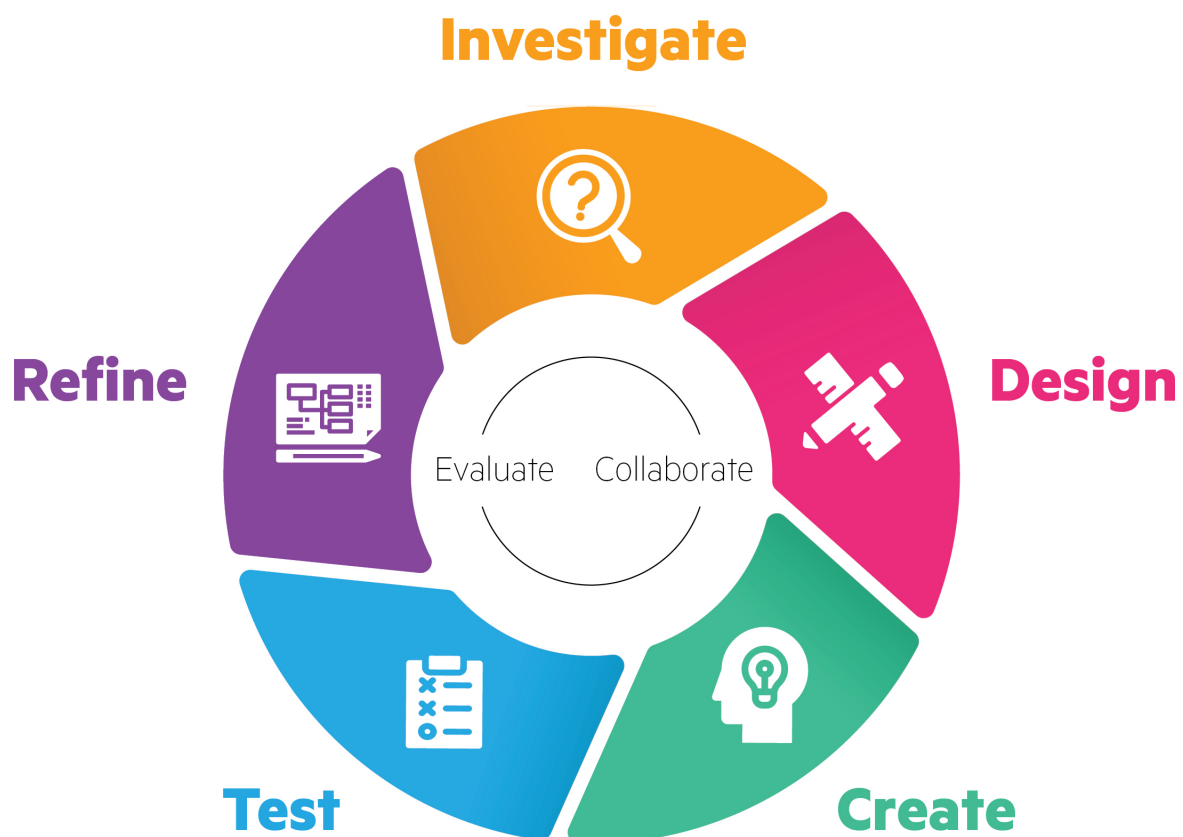 Investigate
Refine
Design
Evaluate Collaborate
Test
Create